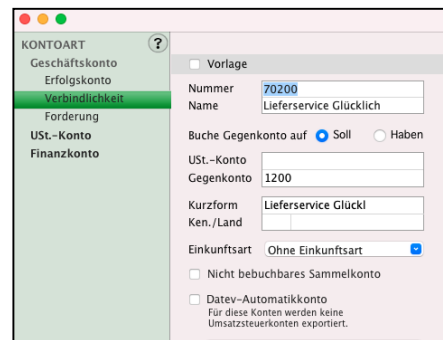 KONTOART
?
Geschäftskonto
Erfolgskonto
Verbindlichkeit
Forderung
USt.-Konto
Finanzkonto
Vorlage
Nummer 70200
Name Lieferservice Glücklich
Buche Gegenkonto auf Soll Haben
USt.-Konto
Gegenkonto 1200
Kurzform Lieferservice Glückl
Ken./Land
Einkunftsart Ohne Einkunftsart
Nicht bebuchbares Sammelkonto
Datev-Automatikkonto
Für diese Konten werden keine
Umsatzsteuerkonten exportiert.